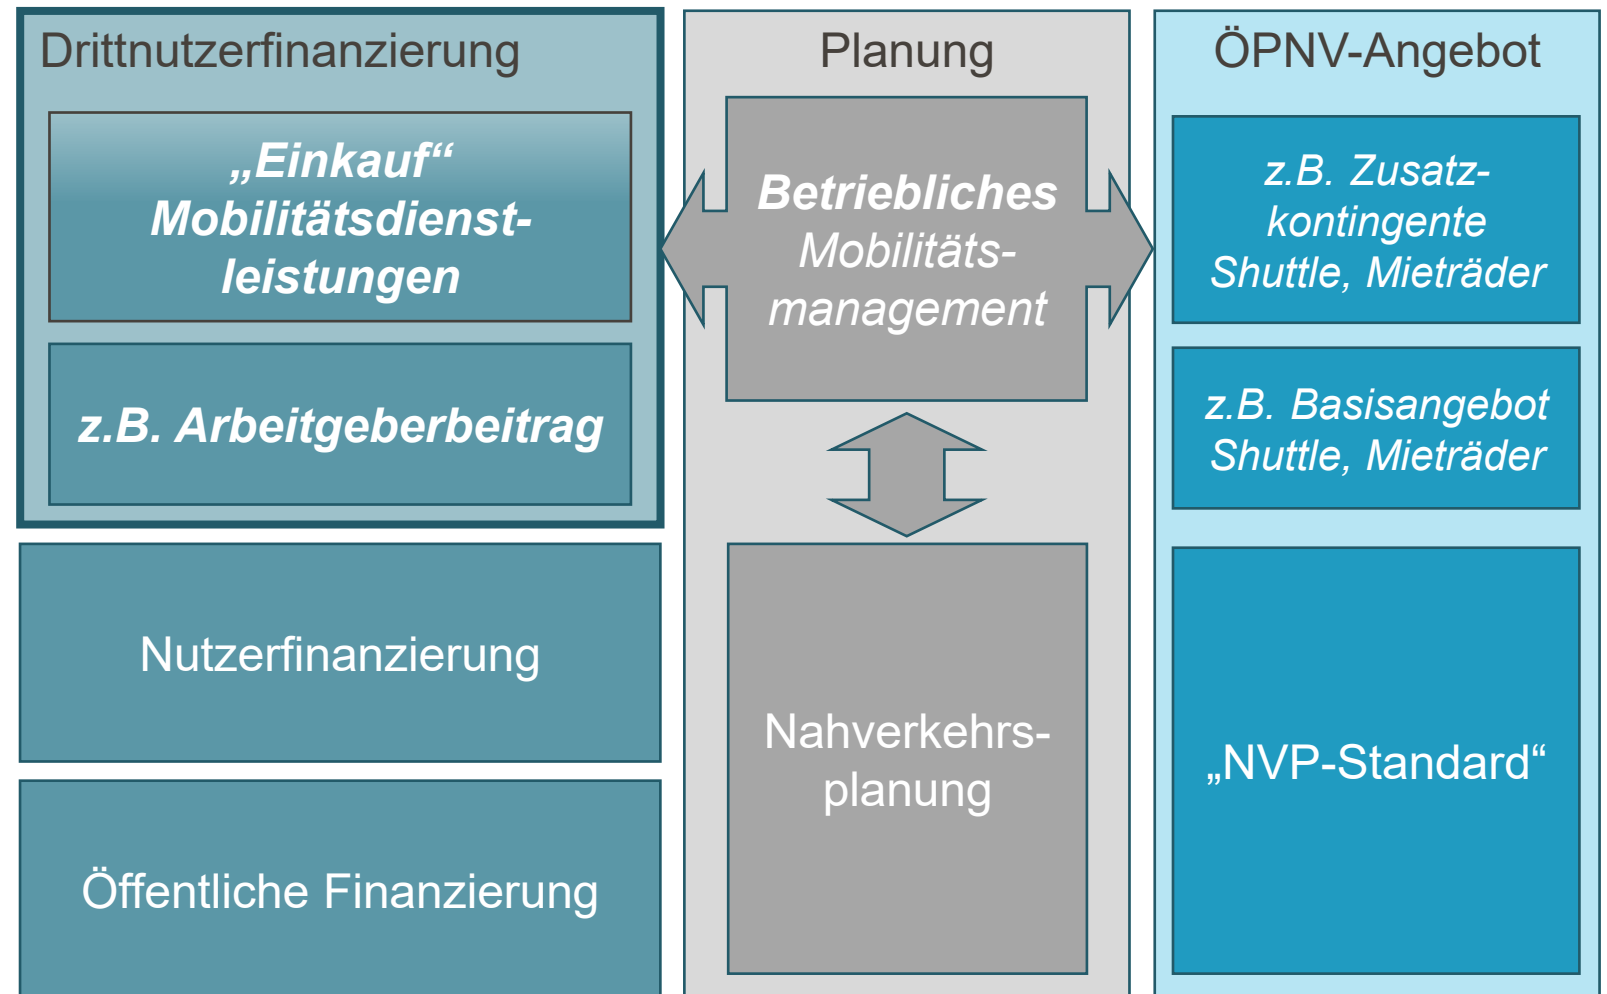 Drittnutzerfinanzierung
„Einkauf“
Mobilitätsdienst-
leistungen
z.B. Arbeitgeberbeitrag
Nutzerfinanzierung
Öffentliche Finanzierung
Planung
Betriebliches
Mobilitäts-
management
Nahverkehrs-
planung
ÖPNV-Angebot
z.B. Zusatz-
kontingente
Shuttle, Mieträder
z.B. Basisangebot
Shuttle, Mieträder
„NVP-Standard“